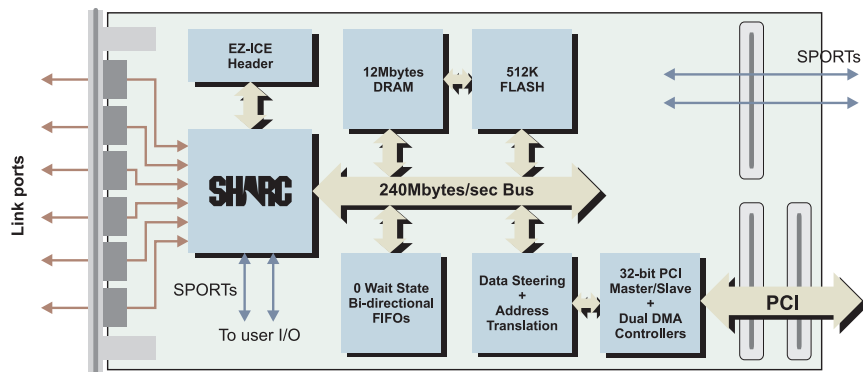 EZ-ICE
Header
12Mbytes
DRAM
512K
FLASH
SPORTs
Link ports
SHARC
240Mbytes/sec Bus
SPORTs
To user I/O
0 Wait State
Bi-directional
FIFOs
Data Steering
+
Address
Translation
32-bit PCI
Master/Slave
+
Dual DMA
Controllers
PCI